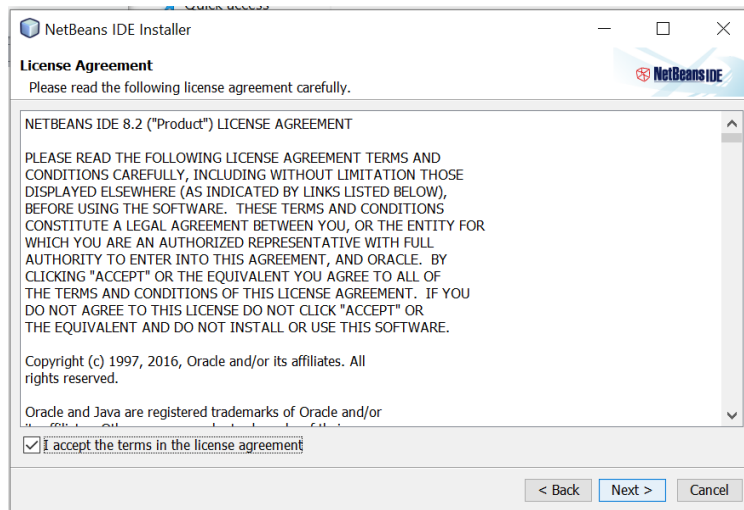 Quick access
NetBeans IDE Installer
License Agreement
Please read the following license agreement carefully.
NetBeans IDE
NETBEANS IDE 8.2 ("Product") LICENSE AGREEMENT
PLEASE READ THE FOLLOWING LICENSE AGREEMENT TERMS AND
CONDITIONS CAREFULLY, INCLUDING WITHOUT LIMITATION THOSE
DISPLAYED ELSEWHERE (AS INDICATED BY LINKS LISTED BELOW),
BEFORE USING THE SOFTWARE.  THESE TERMS AND CONDITIONS
CONSTITUTE A LEGAL AGREEMENT BETWEEN YOU, OR THE ENTITY FOR
WHICH YOU ARE AN AUTHORIZED REPRESENTATIVE WITH FULL
AUTHORITY TO ENTER INTO THIS AGREEMENT, AND ORACLE.  BY
CLICKING "ACCEPT" OR THE EQUIVALENT YOU AGREE TO ALL OF
THE TERMS AND CONDITIONS OF THIS LICENSE AGREEMENT.  IF YOU
DO NOT AGREE TO THIS LICENSE DO NOT CLICK "ACCEPT" OR
THE EQUIVALENT AND DO NOT INSTALL OR USE THIS SOFTWARE.
Copyright (c) 1997, 2016, Oracle and/or its affiliates. All
rights reserved.
Oracle and Java are registered trademarks of Oracle and/or
I accept the terms in the license agreement
< Back
Next >
Cancel